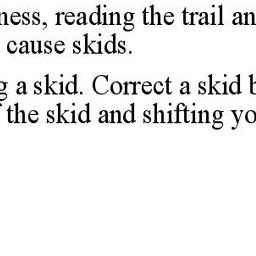 ness, reading the trail an
cause skids.
g a skid. Correct a skid b
the skid and shifting yo